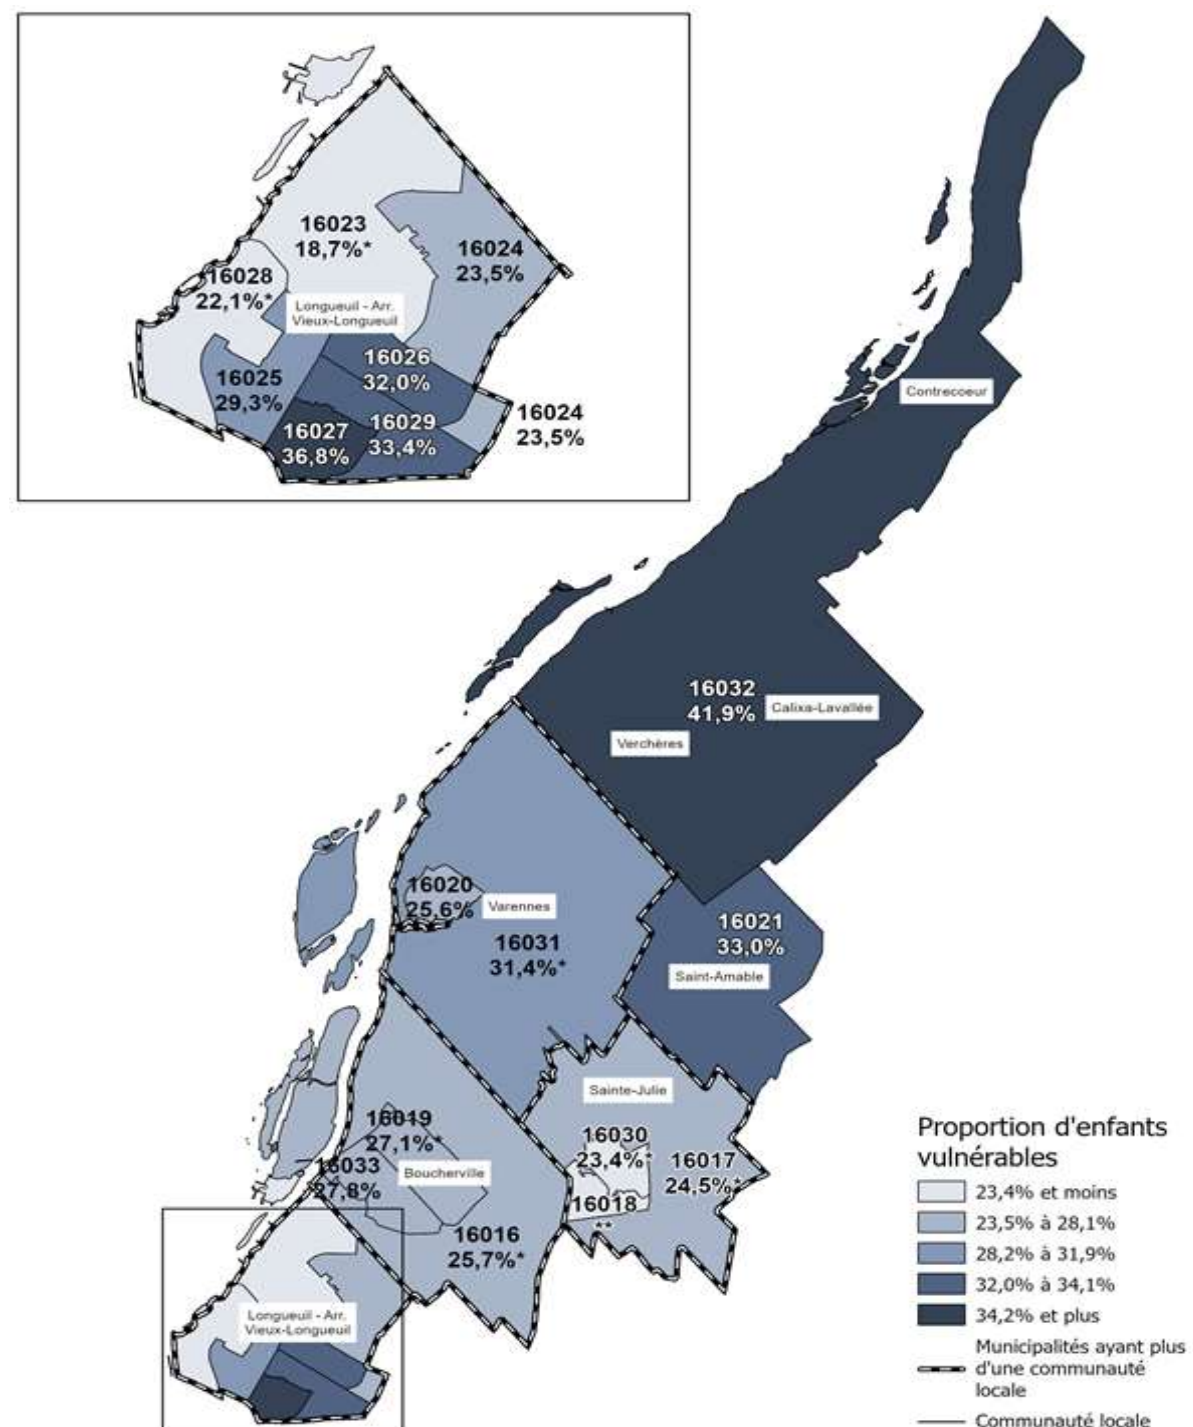 16023
18,7%*
16024
23,5%
16028
22,1%*
Longueuil - Arr.
Vieux-Longueuil
16026
32,0%
16025
29,3%
16024
23,5%
16027
36,8%
16029
33,4%
Contrecoeur
16032
41,9%
Calixa-Lavallée
Verchères
16020
25,6%
Varennes
16031
31,4%*
16021
33,0%
Saint-Amable
Sainte-Julie
16019
27,1%*
16033
27,8%
Boucherville
16030
23,4%*
16017
24,5%*
16018
**
16016
25,7%*
Longueuil - Arr.
Vieux-Longueuil
Proportion d'enfants
vulnérables
23,4% et moins
23,5% à 28,1%
28,2% à 31,9%
32,0% à 34,1%
34,2% et plus
Municipalités ayant plus
d'une communauté
locale
Communauté locale